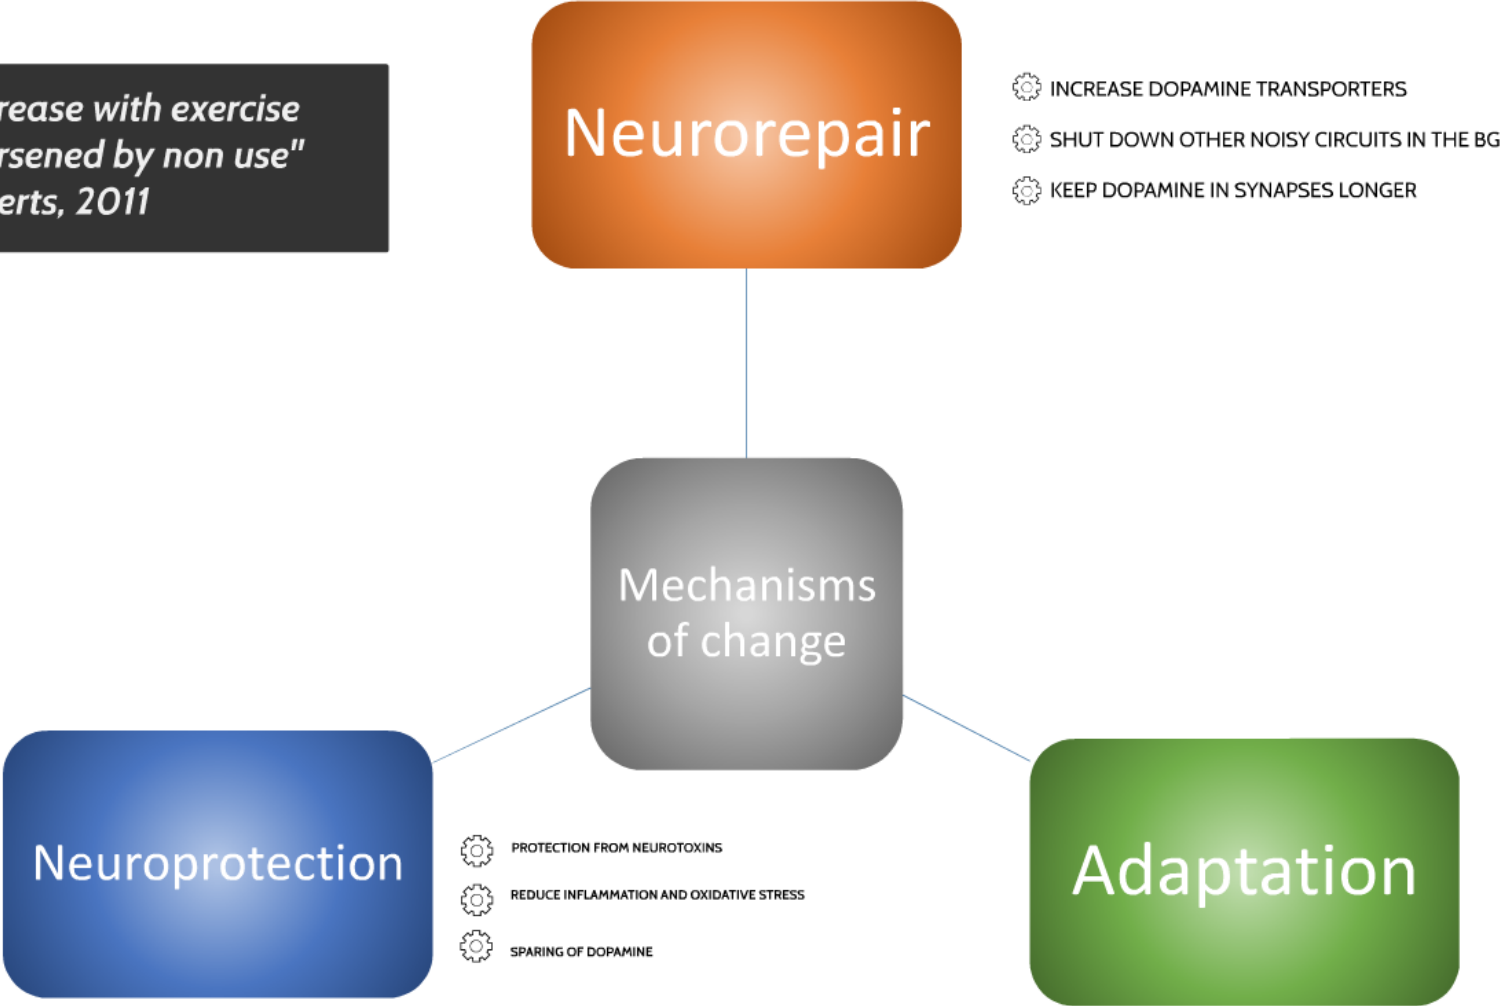 rease with exercise
rsened by non use"
erts, 2011
Neurorepair
INCREASE DOPAMINE TRANSPORTERS
SHUT DOWN OTHER NOISY CIRCUITS IN THE BG
KEEP DOPAMINE IN SYNAPSES LONGER
Mechanisms
of change
Neuroprotection
PROTECTION FROM NEUROTOXINS
REDUCE INFLAMMATION AND OXIDATIVE STRESS
SPARING OF DOPAMINE
Adaptation